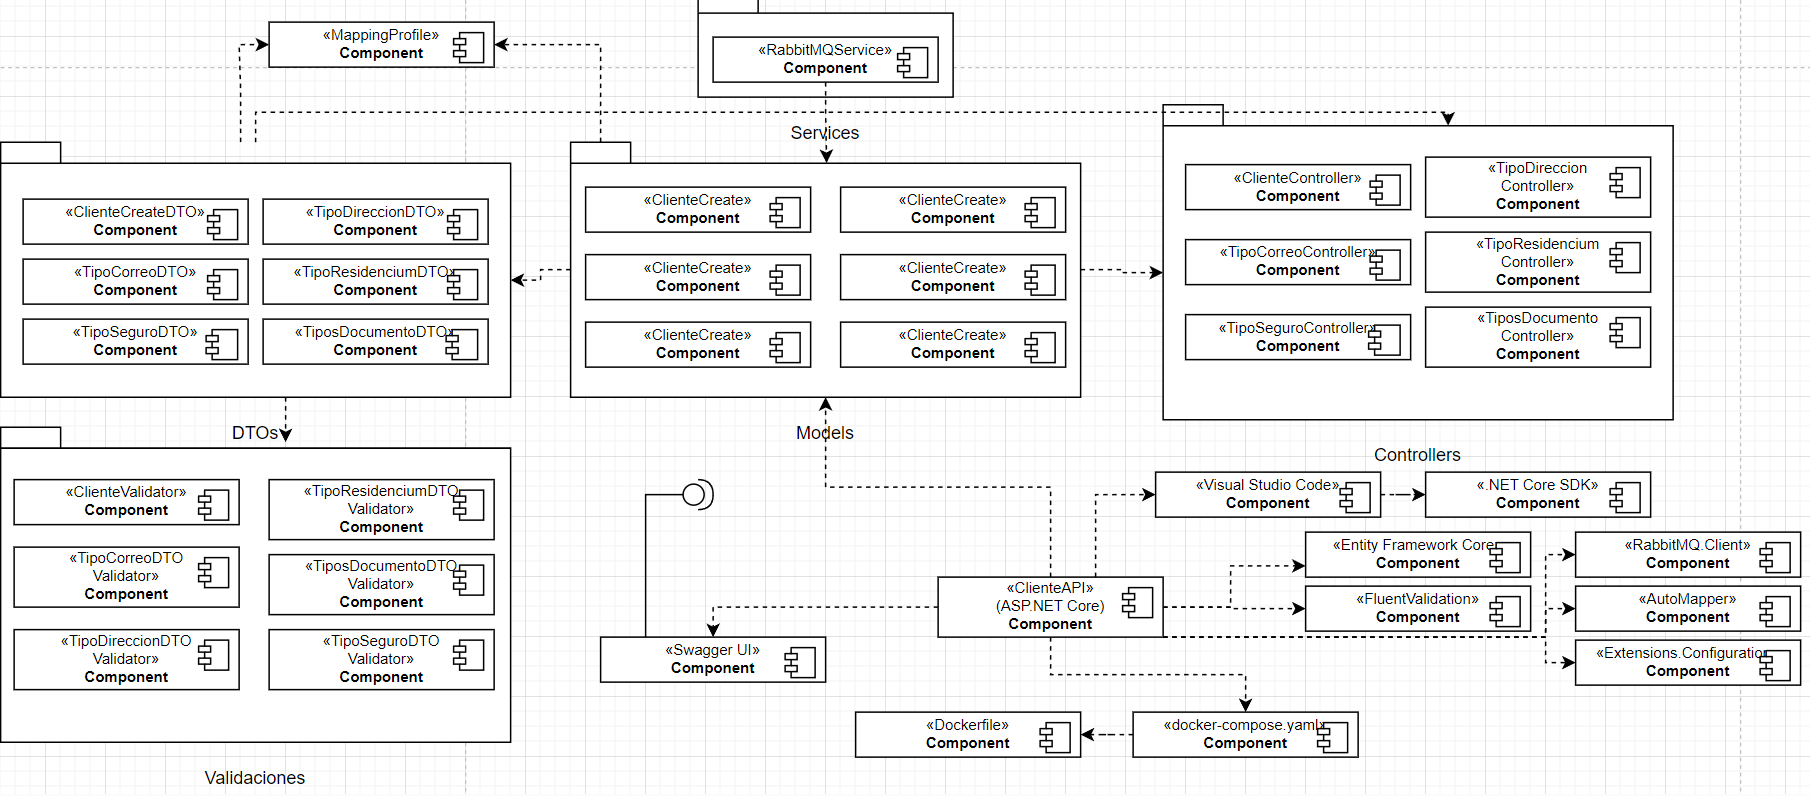 «MappingProfile»
Component
«RabbitMQService»
Component
Services
«ClienteCreateDTO»
Component
«TipoDireccionDTO»
Component
«TipoCorreoDTO»
Component
«TipoResidenciumDTO»
Component
«TipoSeguroDTO»
Component
«TiposDocumentoDTO»
Component
DTOs
«ClienteCreate»
Component
«ClienteCreate»
Component
«ClienteCreate»
Component
«ClienteCreate»
Component
«ClienteCreate»
Component
«ClienteCreate»
Component
Models
«ClienteController»
Component
«TipoDireccion
Controller»
Component
«TipoCorreoController»
Component
«TipoResidencium
Controller»
Component
«TipoSeguroController»
Component
«TiposDocumento
Controller»
Component
Controllers
«ClienteValidator»
Component
«TipoResidenciumDTO
Validator»
Component
«TipoCorreoDTO
Validator»
Component
«TiposDocumentoDTO
Validator»
Component
«TipoDireccionDTO
Validator»
Component
«TipoSeguroDTO
Validator»
Component
Validaciones
«Visual Studio Code»
Component
«.NET Core SDK»
Component
«Entity Framework Core»
Component
«RabbitMQ.Client»
Component
«ClienteAPI»
(ASP.NET Core)
Component
«FluentValidation»
Component
«AutoMapper»
Component
«Swagger UI»
Component
«Extensions.Configuration
Component
«Dockerfile»
Component
«docker-compose.yaml»
Component